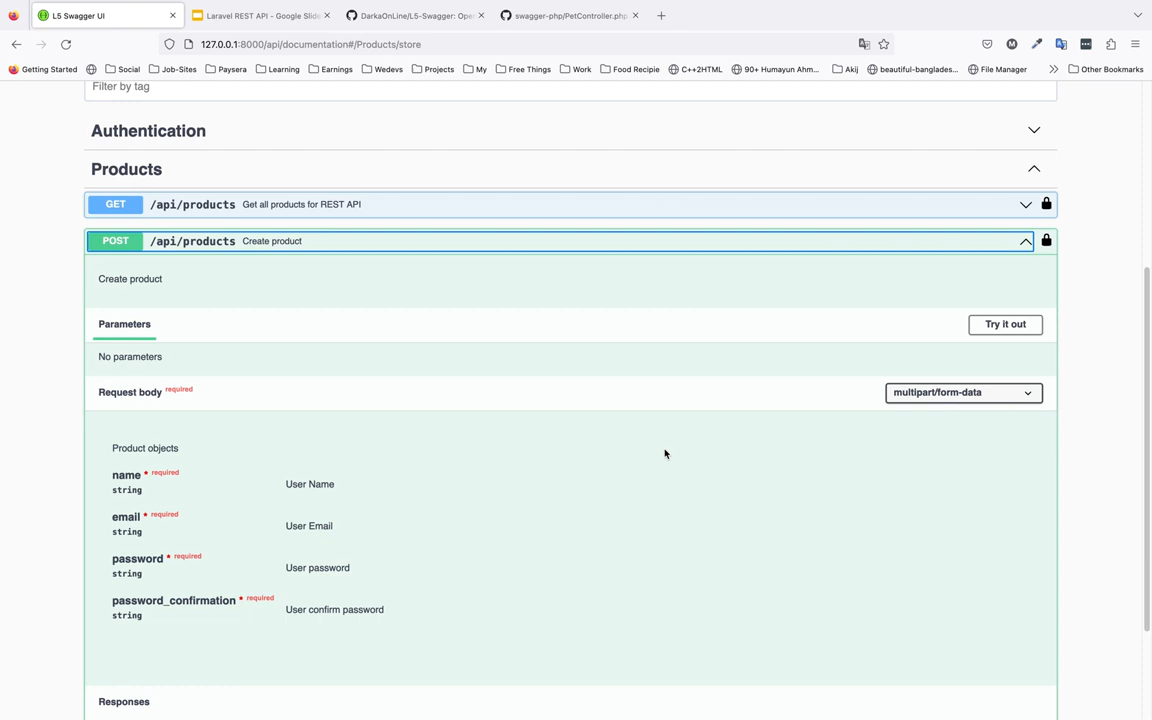 L5 Swagger UI
Laravel REST API - Google Slide
DarkaOnLine/L5-Swagger: Oper
swagger-php/PetController.php
127.0.0.1:8000/api/documentation#/Products/store
Getting Started
Social
Job-Sites
Paysera
Learning
Earnings
Wedevs
Projects
My
Free Things
Work
Food Recipie
C++2HTML
90+ Humayun Ahm...
Akij
beautiful-banglades...
File Manager
Other Bookmarks
Filter by tag
Authentication
Products
GET /api/products Get all products for REST API
POST /api/products Create product
Create product
Parameters
Try it out
No parameters
Request body required
multipart/form-data
Product objects
name * required
string
User Name
email * required
string
User Email
password * required
string
User password
password_confirmation * required
string
User confirm password
Responses